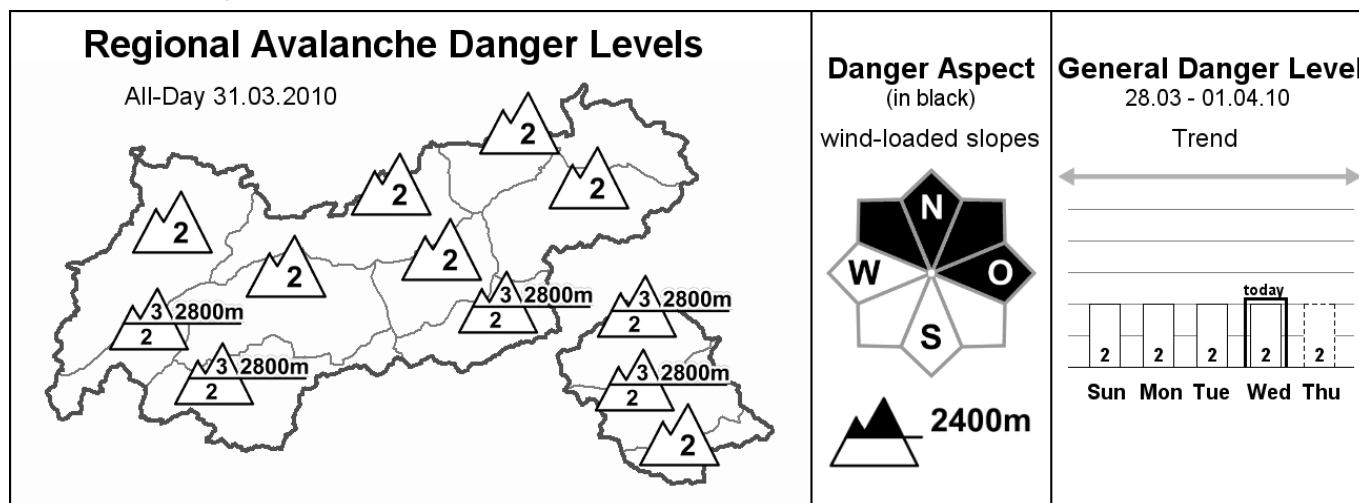 Regional Avalanche Danger Levels
All-Day 31.03.2010
2
2
2
2
2
2
3 2800m
2
3 2800m
2
3 2800m
2
3 2800m
2
3 2800m
2
2
Danger Aspect
(in black)
wind-loaded slopes
N
W O
S
2400m
General Danger Level
28.03 - 01.04.10
Trend
today
2 2 2 2 2
Sun Mon Tue Wed Thu